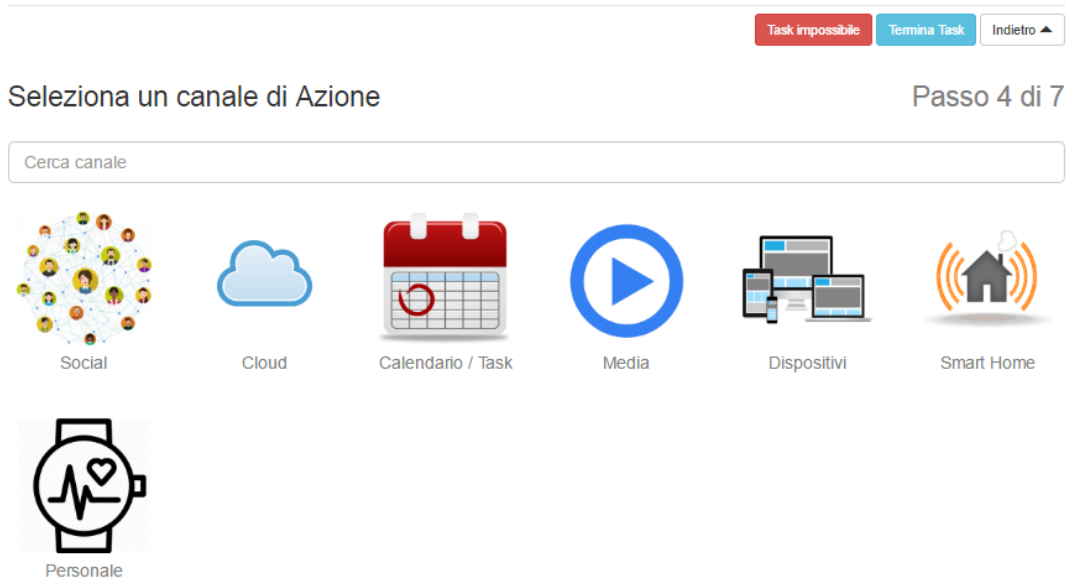 Task impossibile Termina Task Indietro
Seleziona un canale di Azione Passo 4 di 7
Cerca canale
Social Cloud Calendario / Task Media Dispositivi Smart Home
Personale